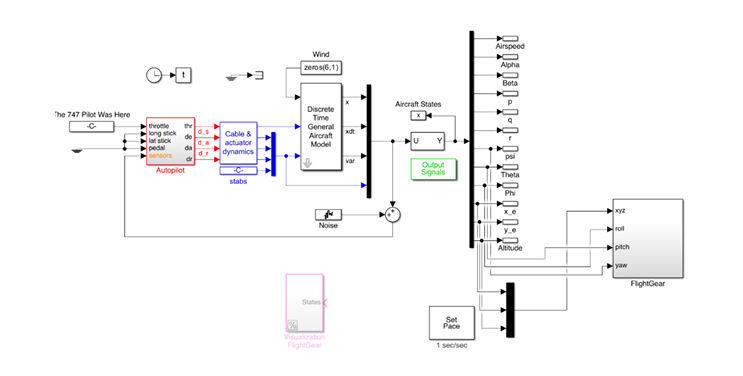 Wind
zeros(6,1)
t
Airspeed
Alpha
Beta
p
q
r
psi
Theta
Phi
x_e
y_e
Altitude
Aircraft States
x
The 747 Pilot Was Here
-C-
throttle
long stick
lat stick
pedal
sensors
thr
de
da
dr
Autopilot
d_s
d_a
d_r
Cable &
actuator
dynamics
-C-
stabs
Discrete
Time
General
Aircraft
Model
x
xdt
var
U Y
Output
Signals
Noise
States
Visualization
FlightGear
Set
Pace
1 sec/sec
xyz
roll
pitch
yaw
FlightGear